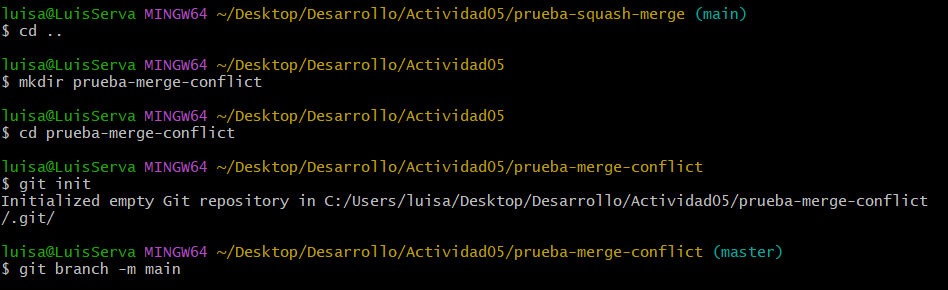 luisa@LuisServa MINGW64 ~/Desktop/Desarrollo/Actividad05/prueba-squash-merge (main)
$ cd ..
luisa@LuisServa MINGW64 ~/Desktop/Desarrollo/Actividad05
$ mkdir prueba-merge-conflict
luisa@LuisServa MINGW64 ~/Desktop/Desarrollo/Actividad05
$ cd prueba-merge-conflict
luisa@LuisServa MINGW64 ~/Desktop/Desarrollo/Actividad05/prueba-merge-conflict
$ git init
Initialized empty Git repository in C:/Users/luisa/Desktop/Desarrollo/Actividad05/prueba-merge-conflict
/.git/
luisa@LuisServa MINGW64 ~/Desktop/Desarrollo/Actividad05/prueba-merge-conflict (master)
$ git branch -m main